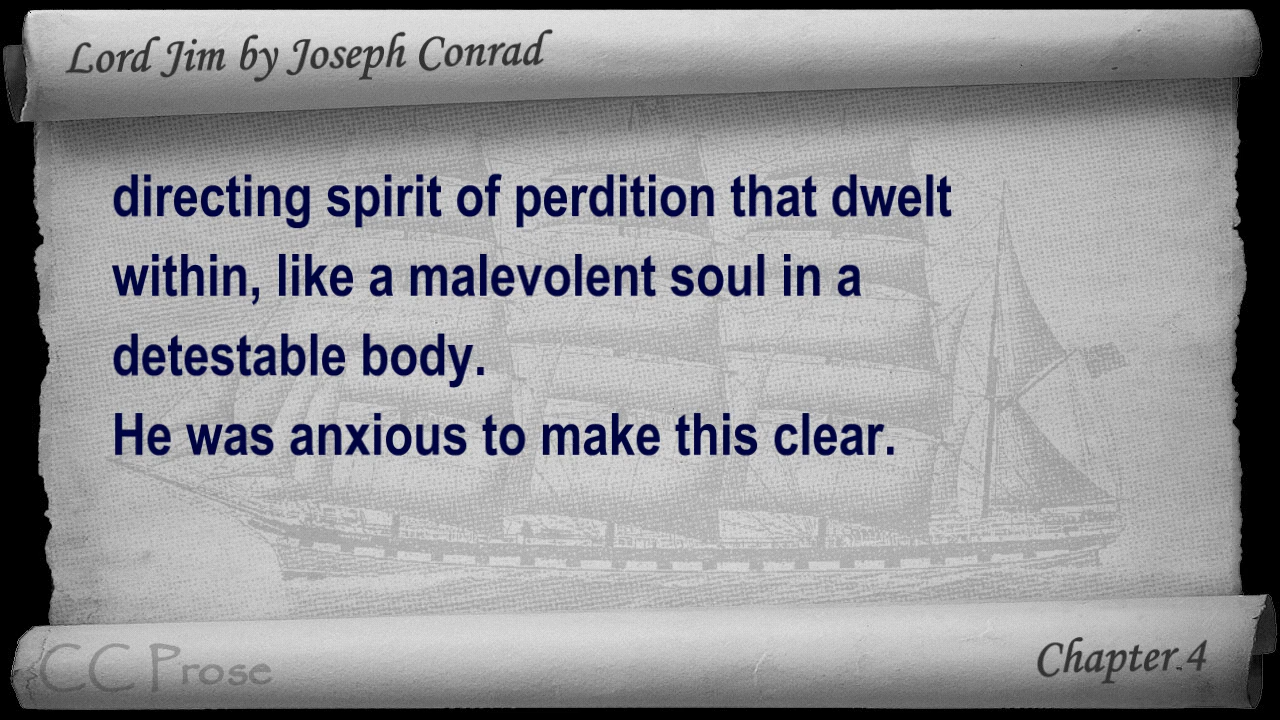 Lord Jim by Joseph Conrad
directing spirit of perdition that dwelt
within, like a malevolent soul in a
detestable body.
He was anxious to make this clear.
CC Prose
Chapter 4